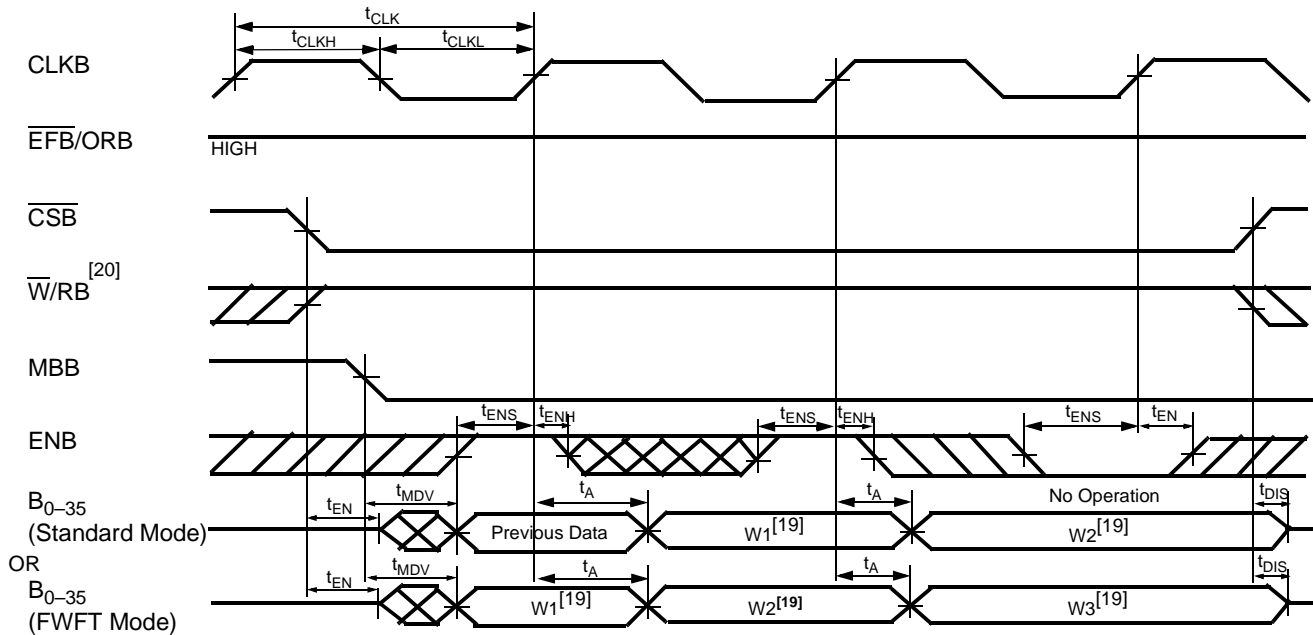 tCLK
tCLKH tCLKL
CLKB
EFB/ORB
HIGH
CSB
W/RB[20]
MBB
tENS tENH tENS tENH tENS tEN
ENB
B0–35
(Standard Mode)
tEN tMDV tA tA No Operation tDIS
Previous Data W1[19] W2[19]
OR
B0–35
(FWFT Mode)
tEN tMDV tA tA tDIS
W1[19] W2[19] W3[19]